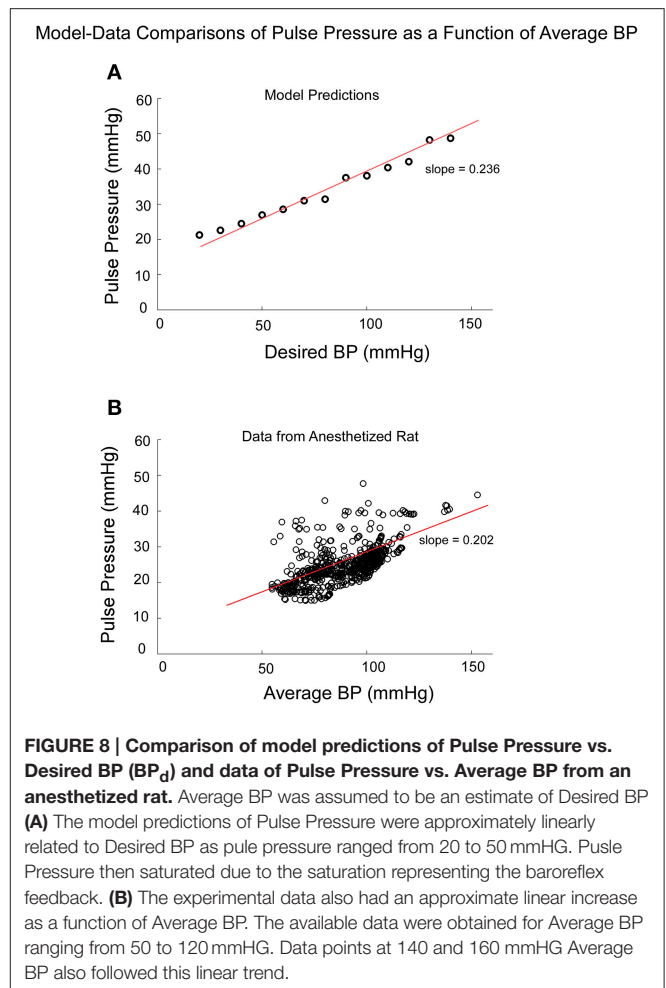 Model-Data Comparisons of Pulse Pressure as a Function of Average BP
A
Model Predictions
Pulse Pressure (mmHg)
60
50
40
30
20
10
0
slope = 0.236
0 50 100 150
Desired BP (mmHg)
B
Data from Anesthetized Rat
Pulse Pressure (mmHg)
60
50
40
30
20
10
0
slope = 0.202
0 50 100 150
Average BP (mmHg)
FIGURE 8 | Comparison of model predictions of Pulse Pressure vs.
Desired BP (BPd) and data of Pulse Pressure vs. Average BP from an
anesthetized rat. Average BP was assumed to be an estimate of Desired BP
(A) The model predictions of Pulse Pressure were approximately linearly
related to Desired BP as pule pressure ranged from 20 to 50 mmHG. Pusle
Pressure then saturated due to the saturation representing the baroreflex
feedback. (B) The experimental data also had an approximate linear increase
as a function of Average BP. The available data were obtained for Average BP
ranging from 50 to 120 mmHG. Data points at 140 and 160 mmHG Average
BP also followed this linear trend.